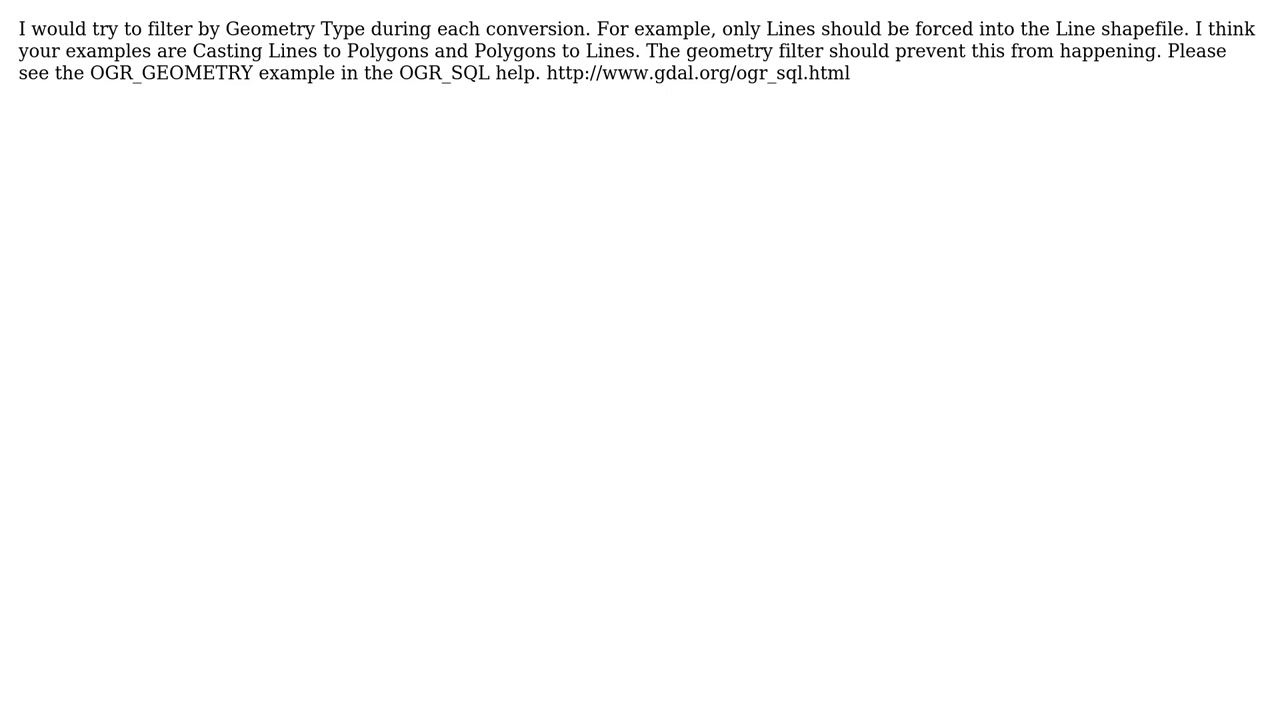 I would try to filter by Geometry Type during each conversion. For example, only Lines should be forced into the Line shapefile. I think
your examples are Casting Lines to Polygons and Polygons to Lines. The geometry filter should prevent this from happening. Please
see the OGR_GEOMETRY example in the OGR_SQL help. http://www.gdal.org/ogr_sql.html